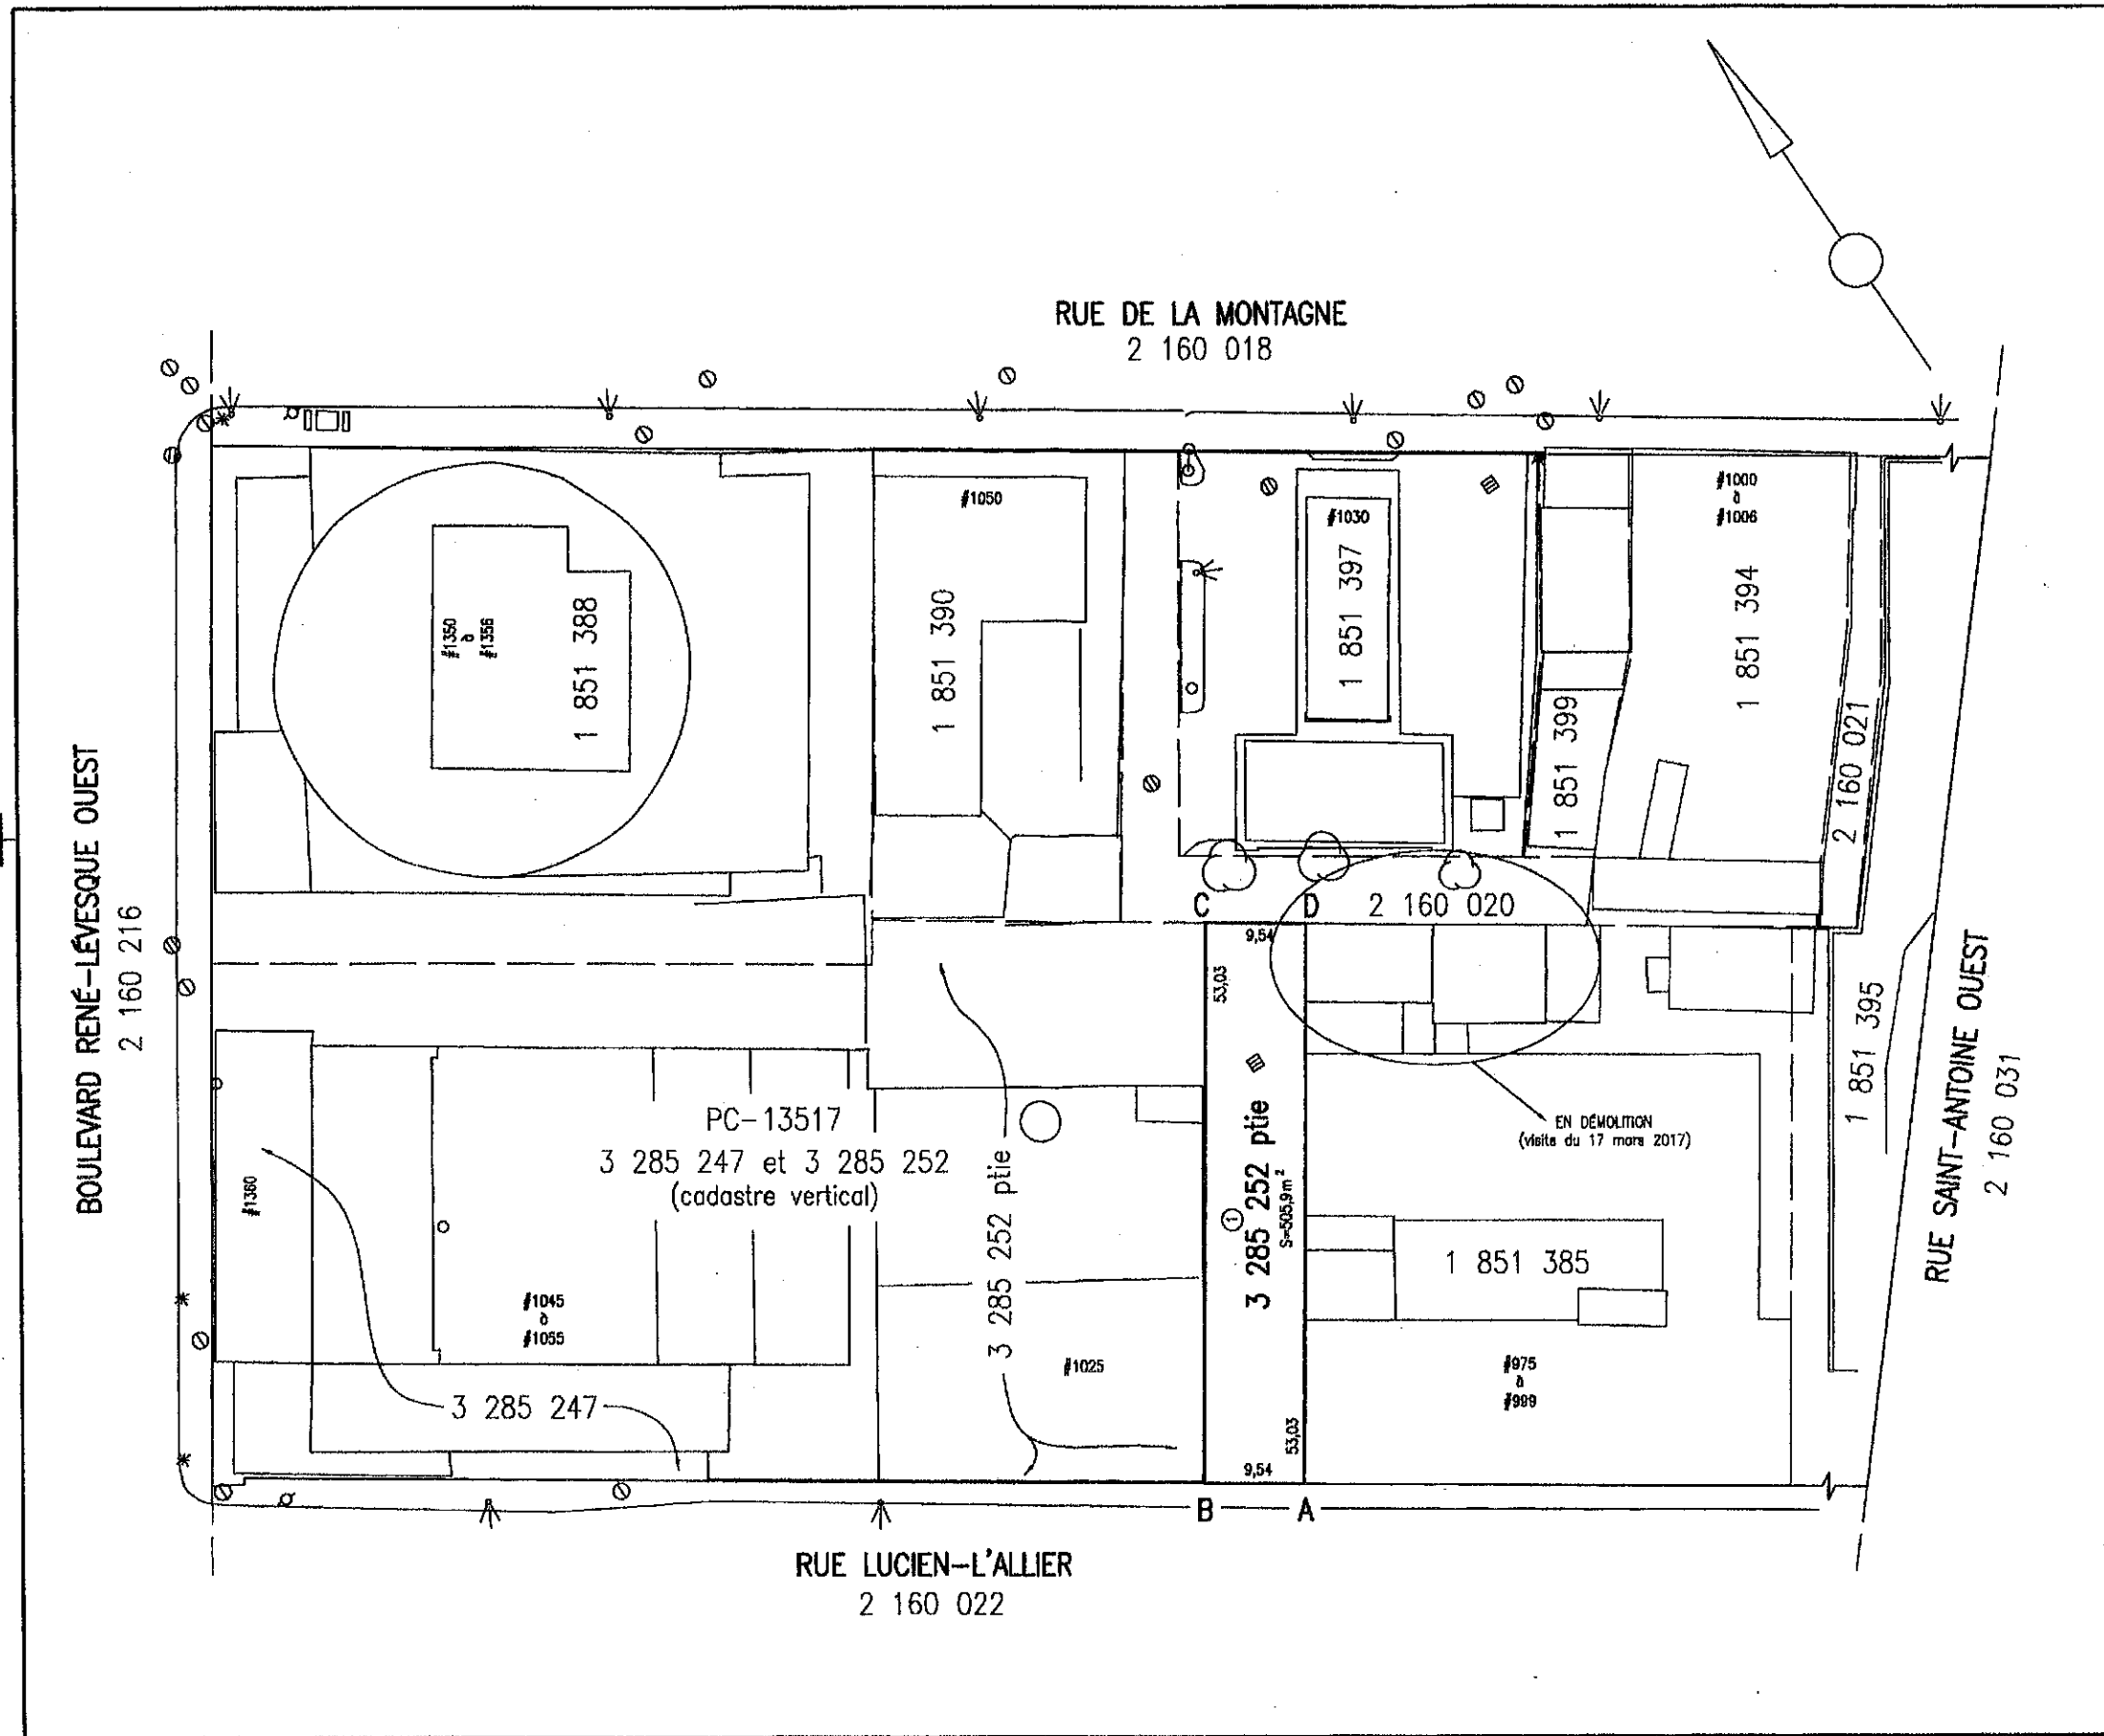 RUE DE LA MONTAGNE
2 160 018
#1050
#1030
#1000
à
#1006
1 851 397
1 851 394
#1350
à
#1356
1 851 388
1 851 390
1 851 399
2 160 021
BOULEVARD RENÉ-LÉVESQUE OUEST
2 160 216
C
D
2 160 020
9,54
53,03
1 851 395
RUE SAINT-ANTOINE OUEST
2 160 031
EN DÉMOLITION
(visite du 17 mars 2017)
PC-13517
3 285 247 et 3 285 252
(cadastre vertical)
3 285 252 ptie
1
3 285 252 ptie
S=505,9m²
#1360
1 851 385
#1045
à
#1055
#1025
#975
à
#999
3 285 247
53,03
9,54
B
A
RUE LUCIEN-L'ALLIER
2 160 022